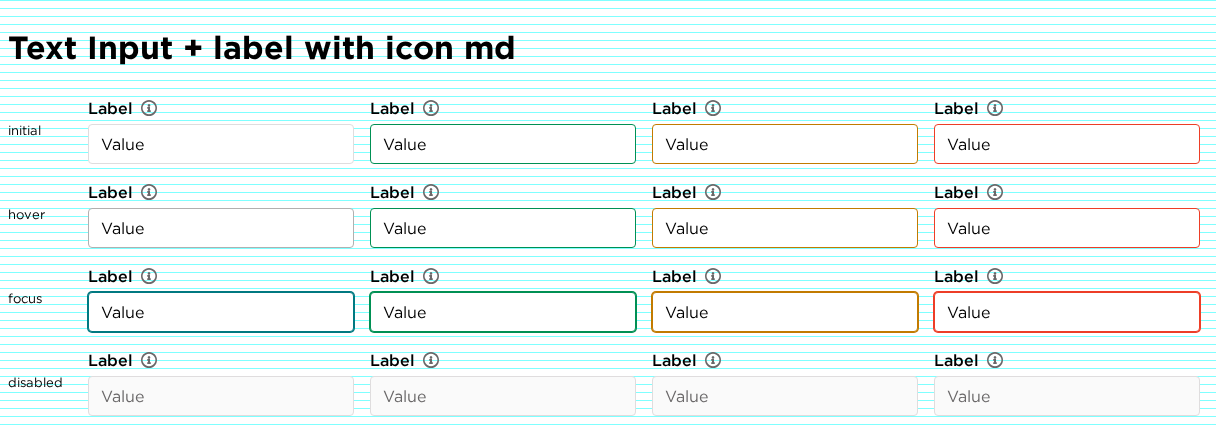 Text Input + label with icon md
Label Label Label Label
initial
Value Value Value Value
Label Label Label Label
hover
Value Value Value Value
Label Label Label Label
focus
Value Value Value Value
Label Label Label Label
disabled
Value Value Value Value